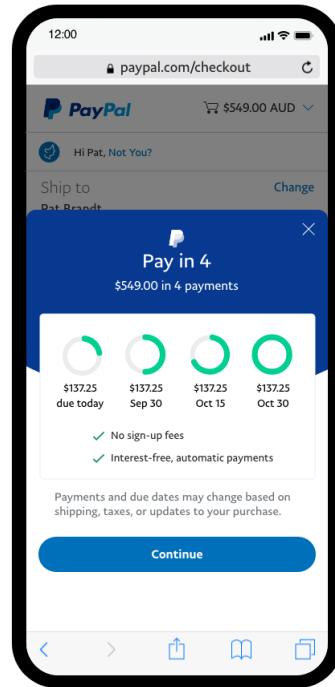 12:00
paypal.com/checkout
PayPal
$549.00 AUD
Hi Pat, Not You?
Ship to
Change
Pat Brandt
Pay in 4
$549.00 in 4 payments
$137.25 $137.25 $137.25 $137.25
due today Sep 30 Oct 15 Oct 30
No sign-up fees
Interest-free, automatic payments
Payments and due dates may change based on
shipping, taxes, or updates to your purchase.
Continue